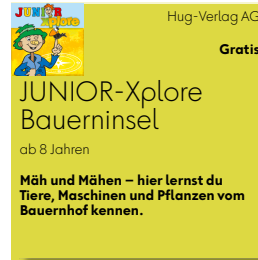 JUNIOR
Xplore
Hug-Verlag AG
Gratis
JUNIOR-Xplore
Bauerninsel
ab 8 Jahren
Mäh und Mähen – hier lernst du
Tiere, Maschinen und Pflanzen vom
Bauernhof kennen.